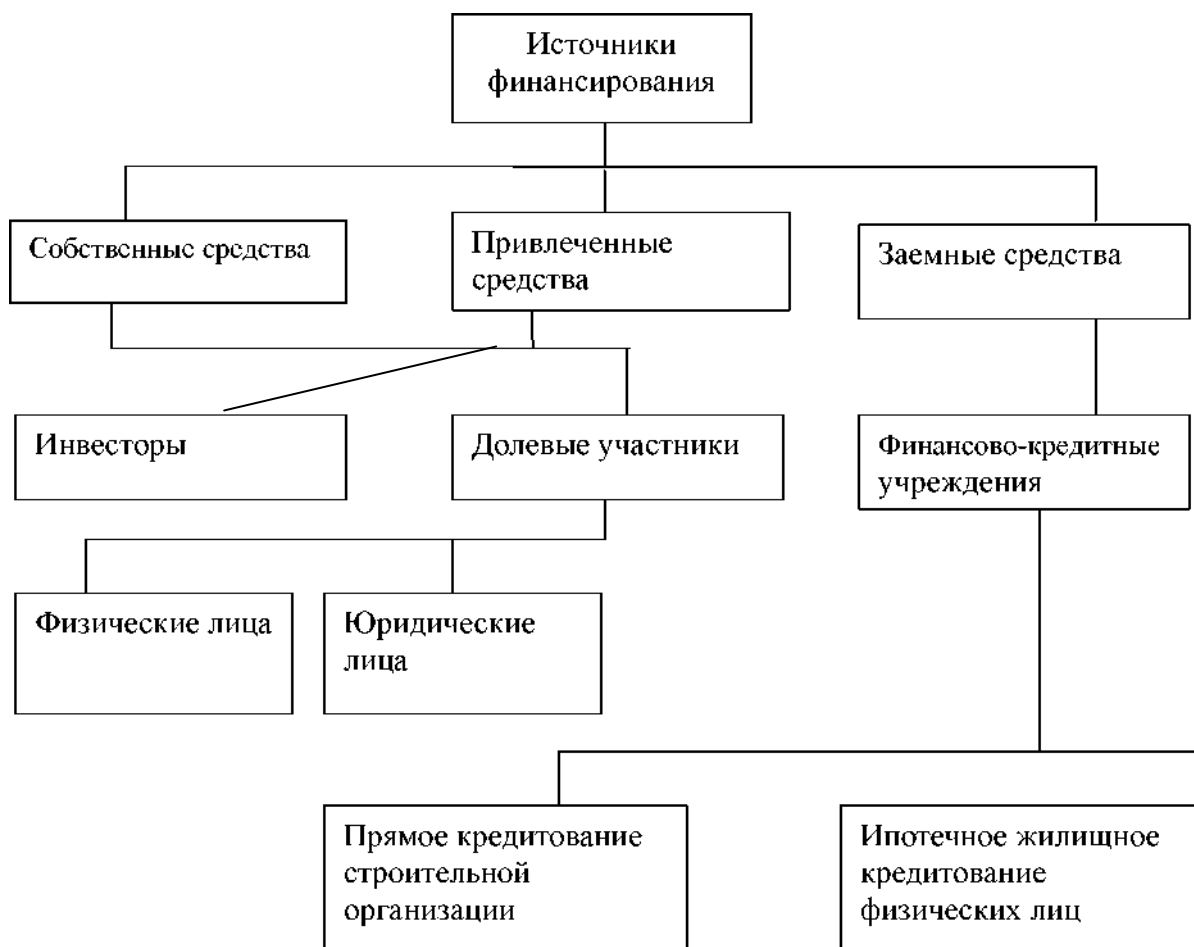 Источники
финансирования
Собственные средства
Привлеченные
средства
Заемные средства
Инвесторы
Долевые участники
Финансово-кредитные
учреждения
Физические лица
Юридические
лица
Прямое кредитование
строительной
организации
Ипотечное жилищное
кредитование
физических лиц